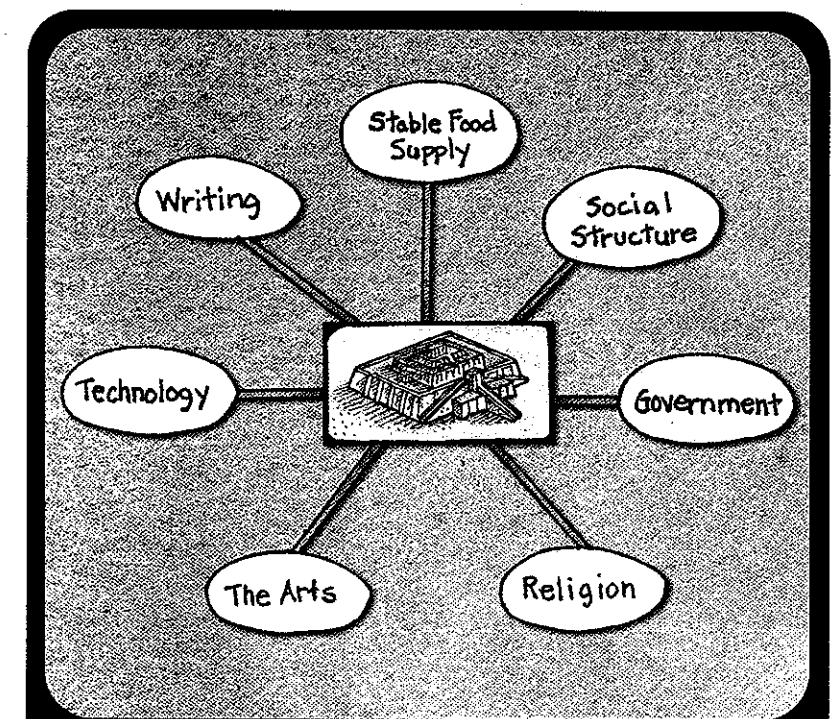 Stable Food
Supply
Writing
Social
Structure
Technology
Government
The Arts
Religion